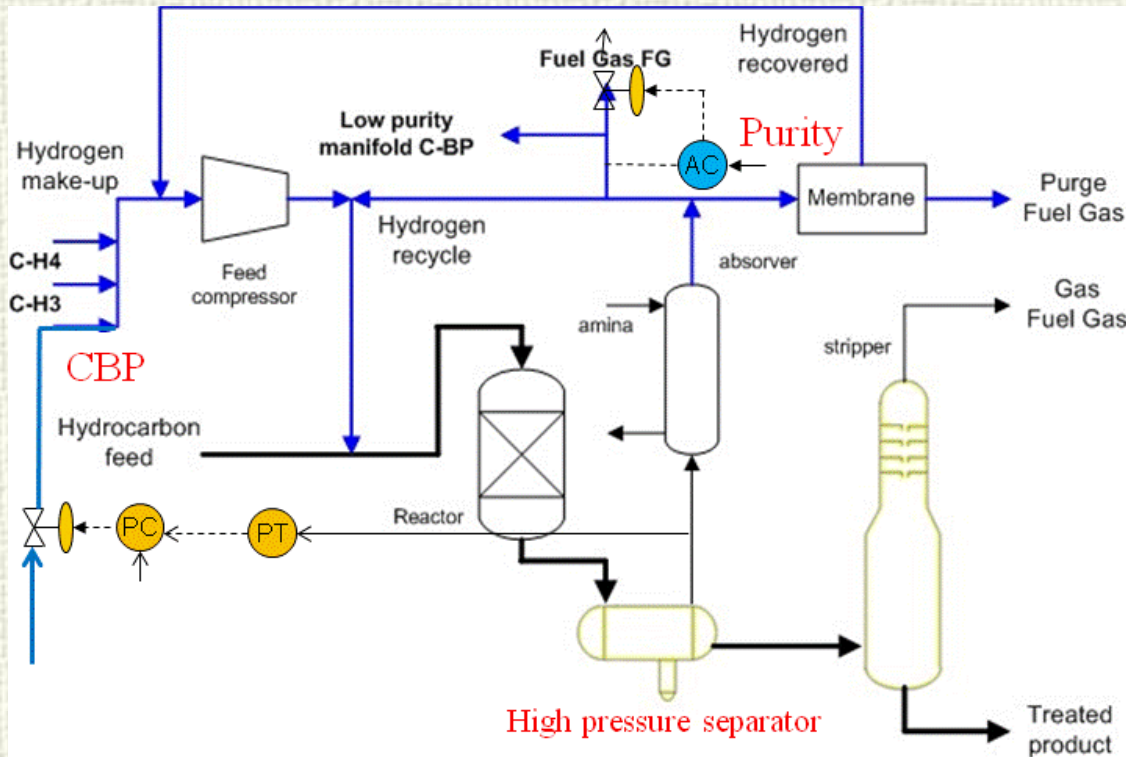 Hydrogen
recovered
Fuel Gas FG
Low purity
manifold C-BP
Purity
AC
Hydrogen
make-up
Membrane
Purge
Fuel Gas
C-H4
C-H3
Feed
compressor
Hydrogen
recycle
absorver
Gas
Fuel Gas
amina
stripper
CBP
Hydrocarbon
feed
Reactor
PC
PT
High pressure separator
Treated
product